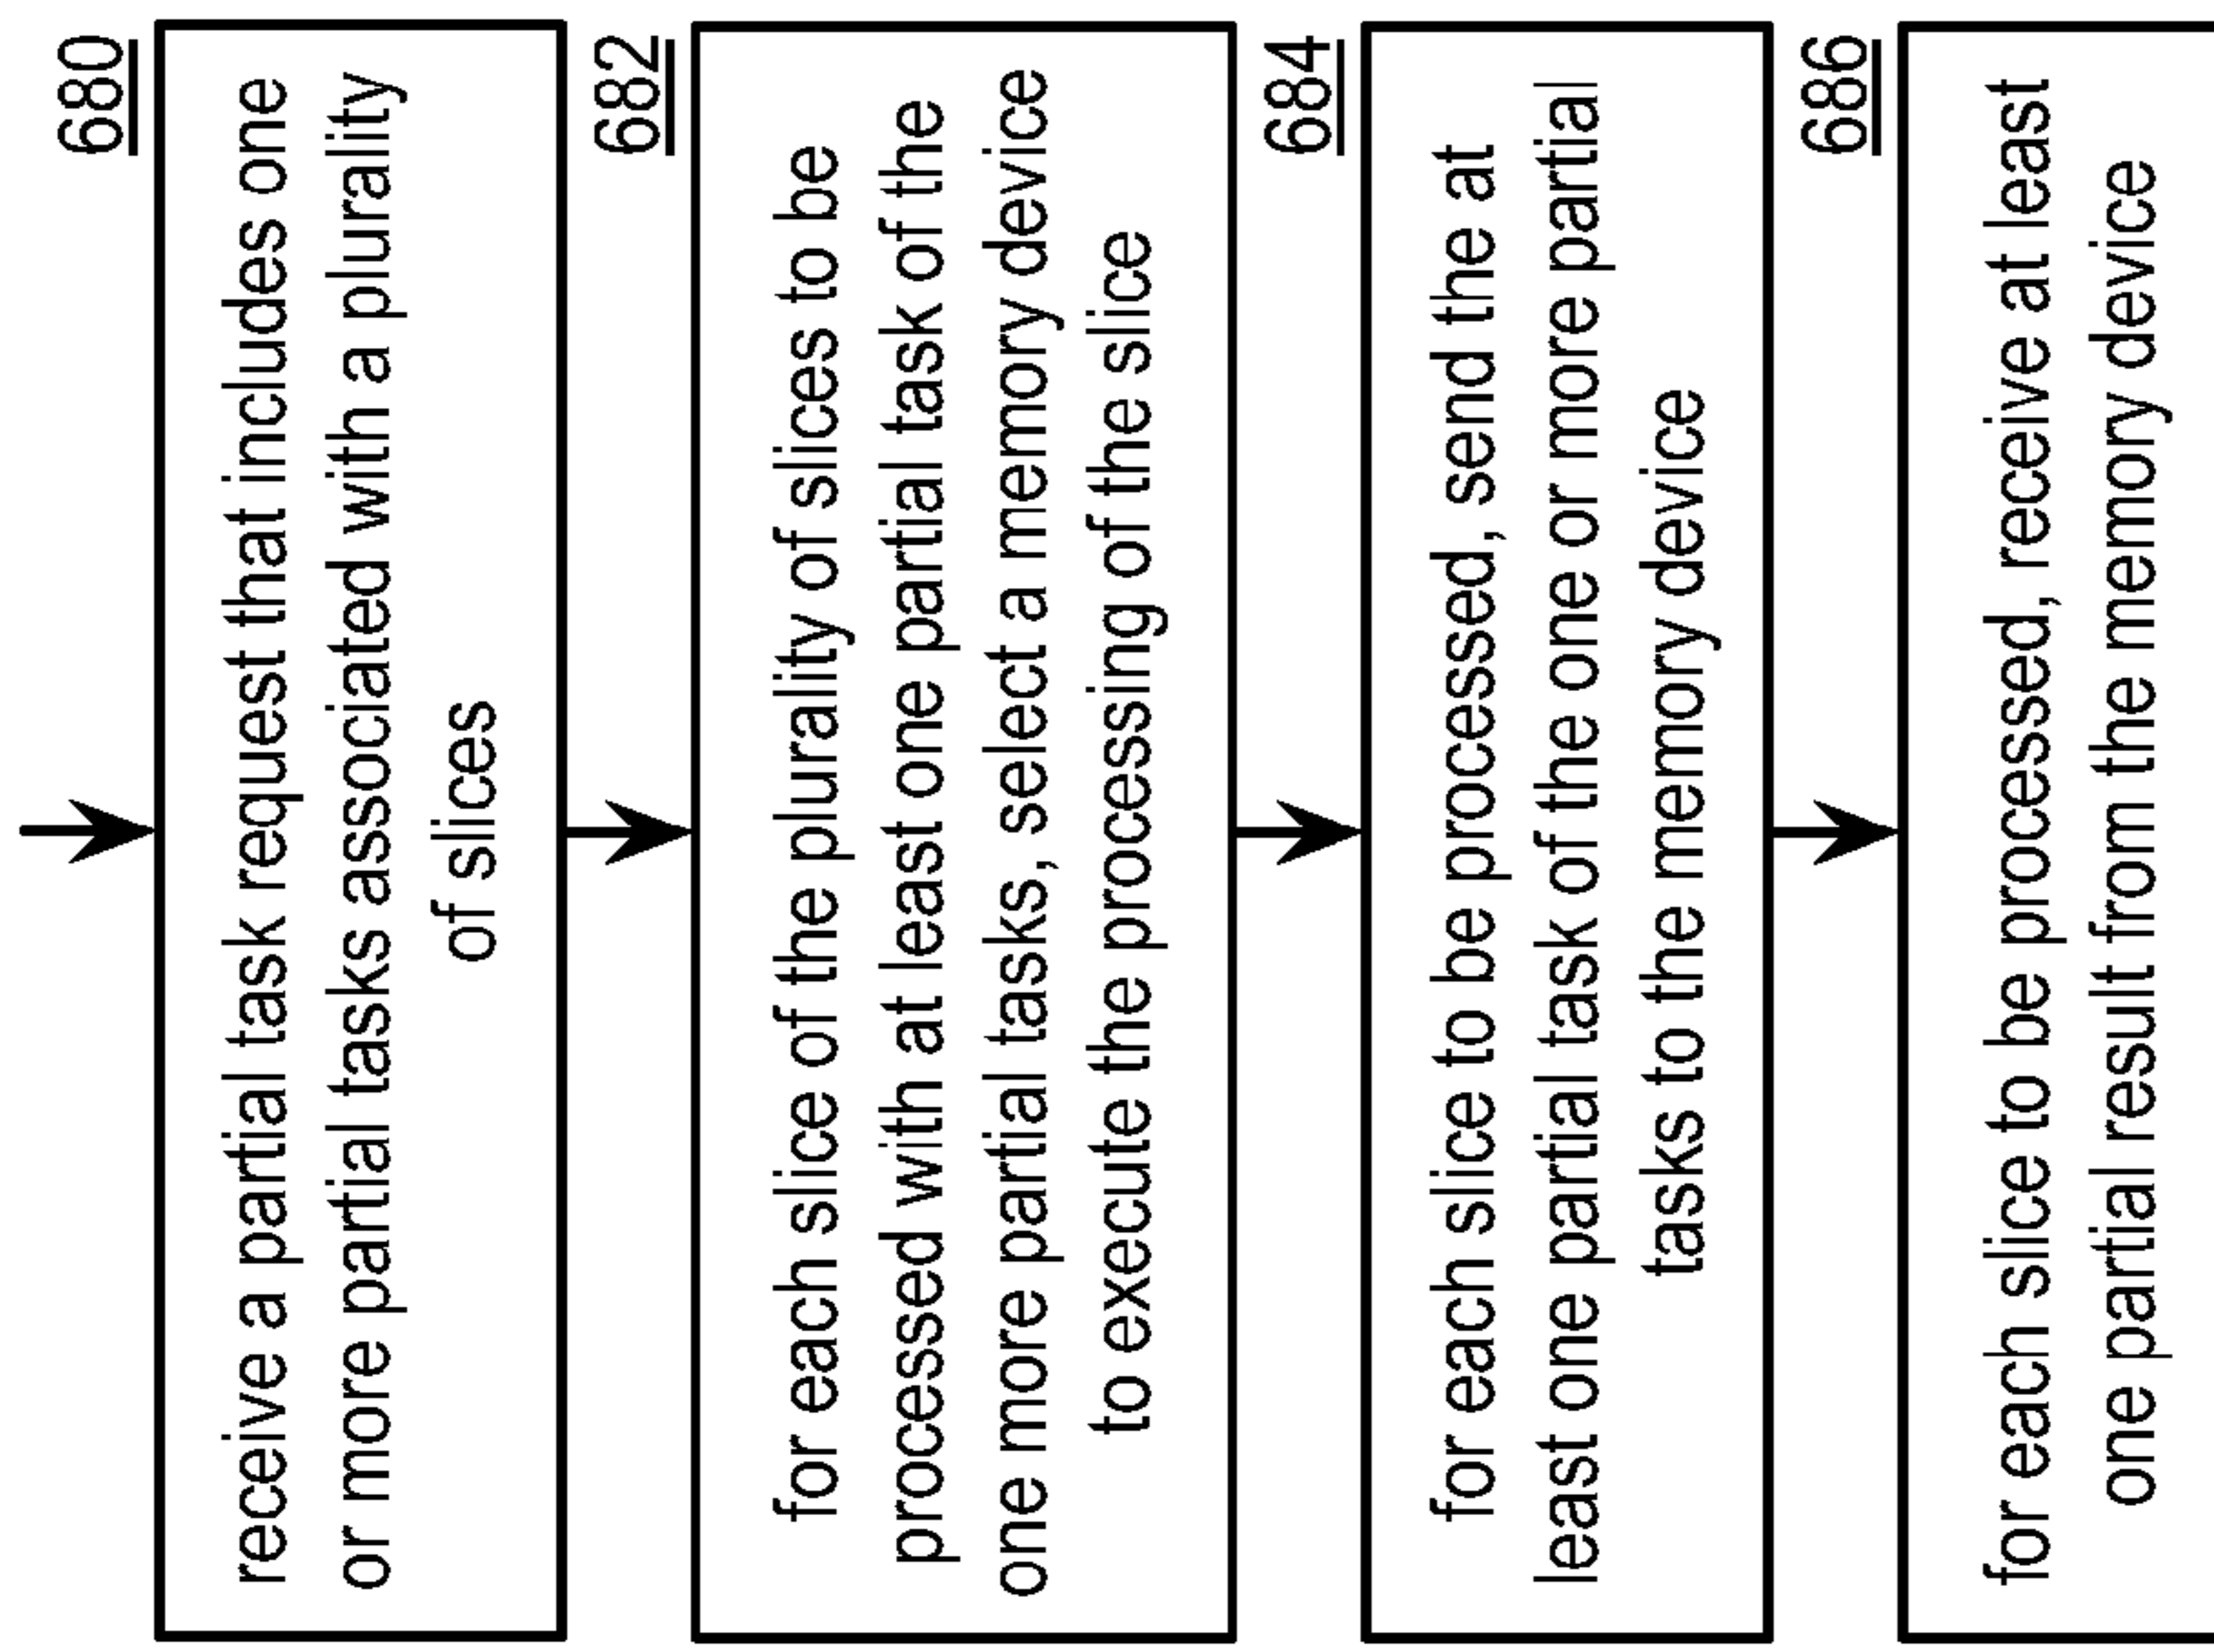 680
receive a partial task request that includes one
or more partial tasks associated with a plurality
of slices
682
for each slice of the plurality of slices to be
processed with at least one partial task of the
one more partial tasks, select a memory device
to execute the processing of the slice
684
for each slice to be processed, send the at
least one partial task of the one or more partial
tasks to the memory device
686
for each slice to be processed, receive at least
one partial result from the memory device